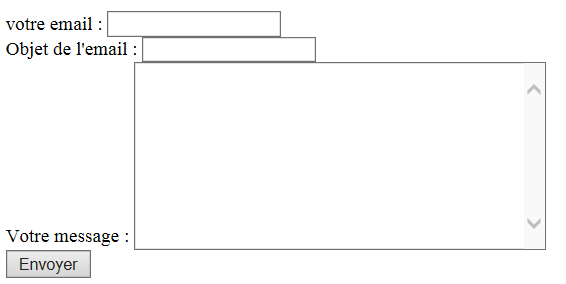 votre email :
Objet de l'email :
Votre message :
Envoyer